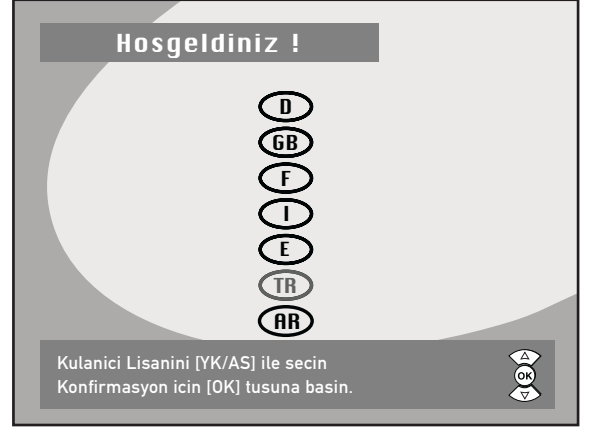 Hosgeldiniz !
D
GB
F
I
E
TR
AR
Kulanici Lisanini [YK/AS] ile secin
Konfirmasyon icin [OK] tusuna basin.
OK